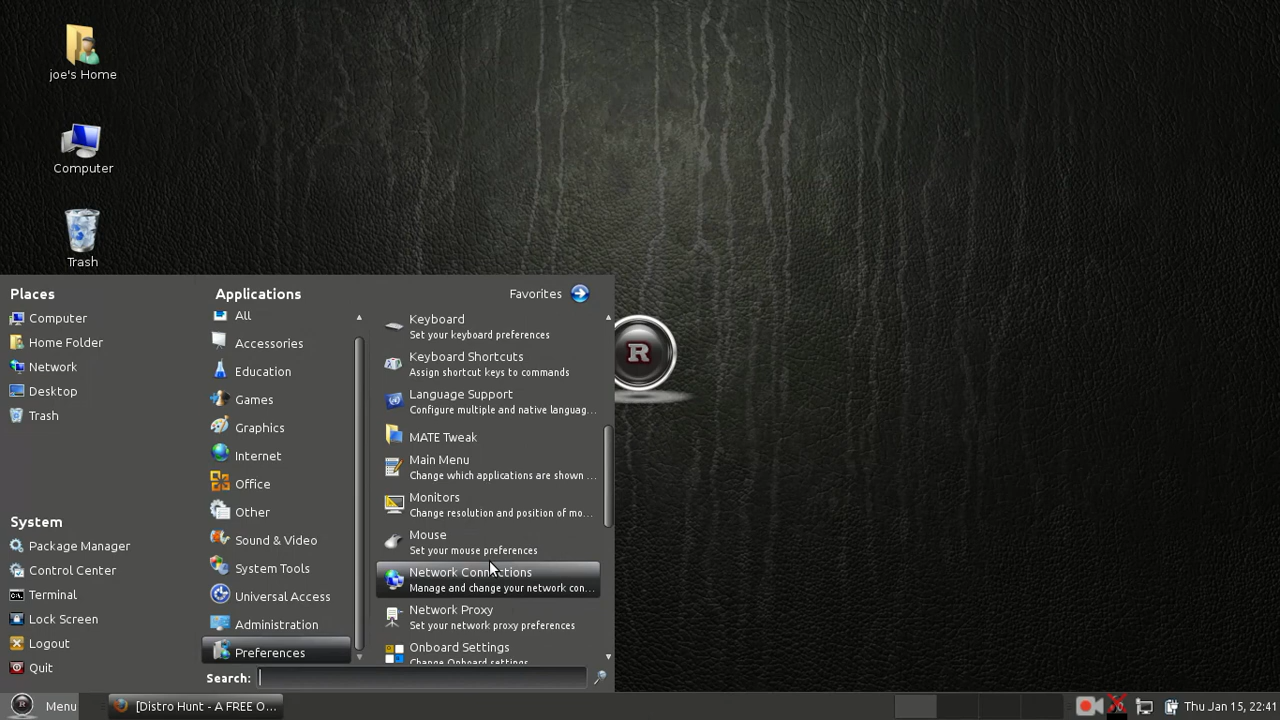 joe's Home
Computer
Trash
Places
Computer
Home Folder
Network
Desktop
Trash
System
Package Manager
Control Center
Terminal
Lock Screen
Logout
Quit
Applications
All
Accessories
Education
Games
Graphics
Internet
Office
Other
Sound & Video
System Tools
Universal Access
Administration
Preferences
Favorites
Keyboard
Set your keyboard preferences
Keyboard Shortcuts
Assign shortcut keys to commands
Language Support
Configure multiple and native languag...
MATE Tweak
Main Menu
Change which applications are shown ...
Monitors
Change resolution and position of mo...
Mouse
Set your mouse preferences
Network Connections
Manage and change your network con...
Network Proxy
Set your network proxy preferences
Onboard Settings
Change Onboard settings
Search:
R
Menu
[Distro Hunt - A FREE O...
Thu Jan 15, 22:41